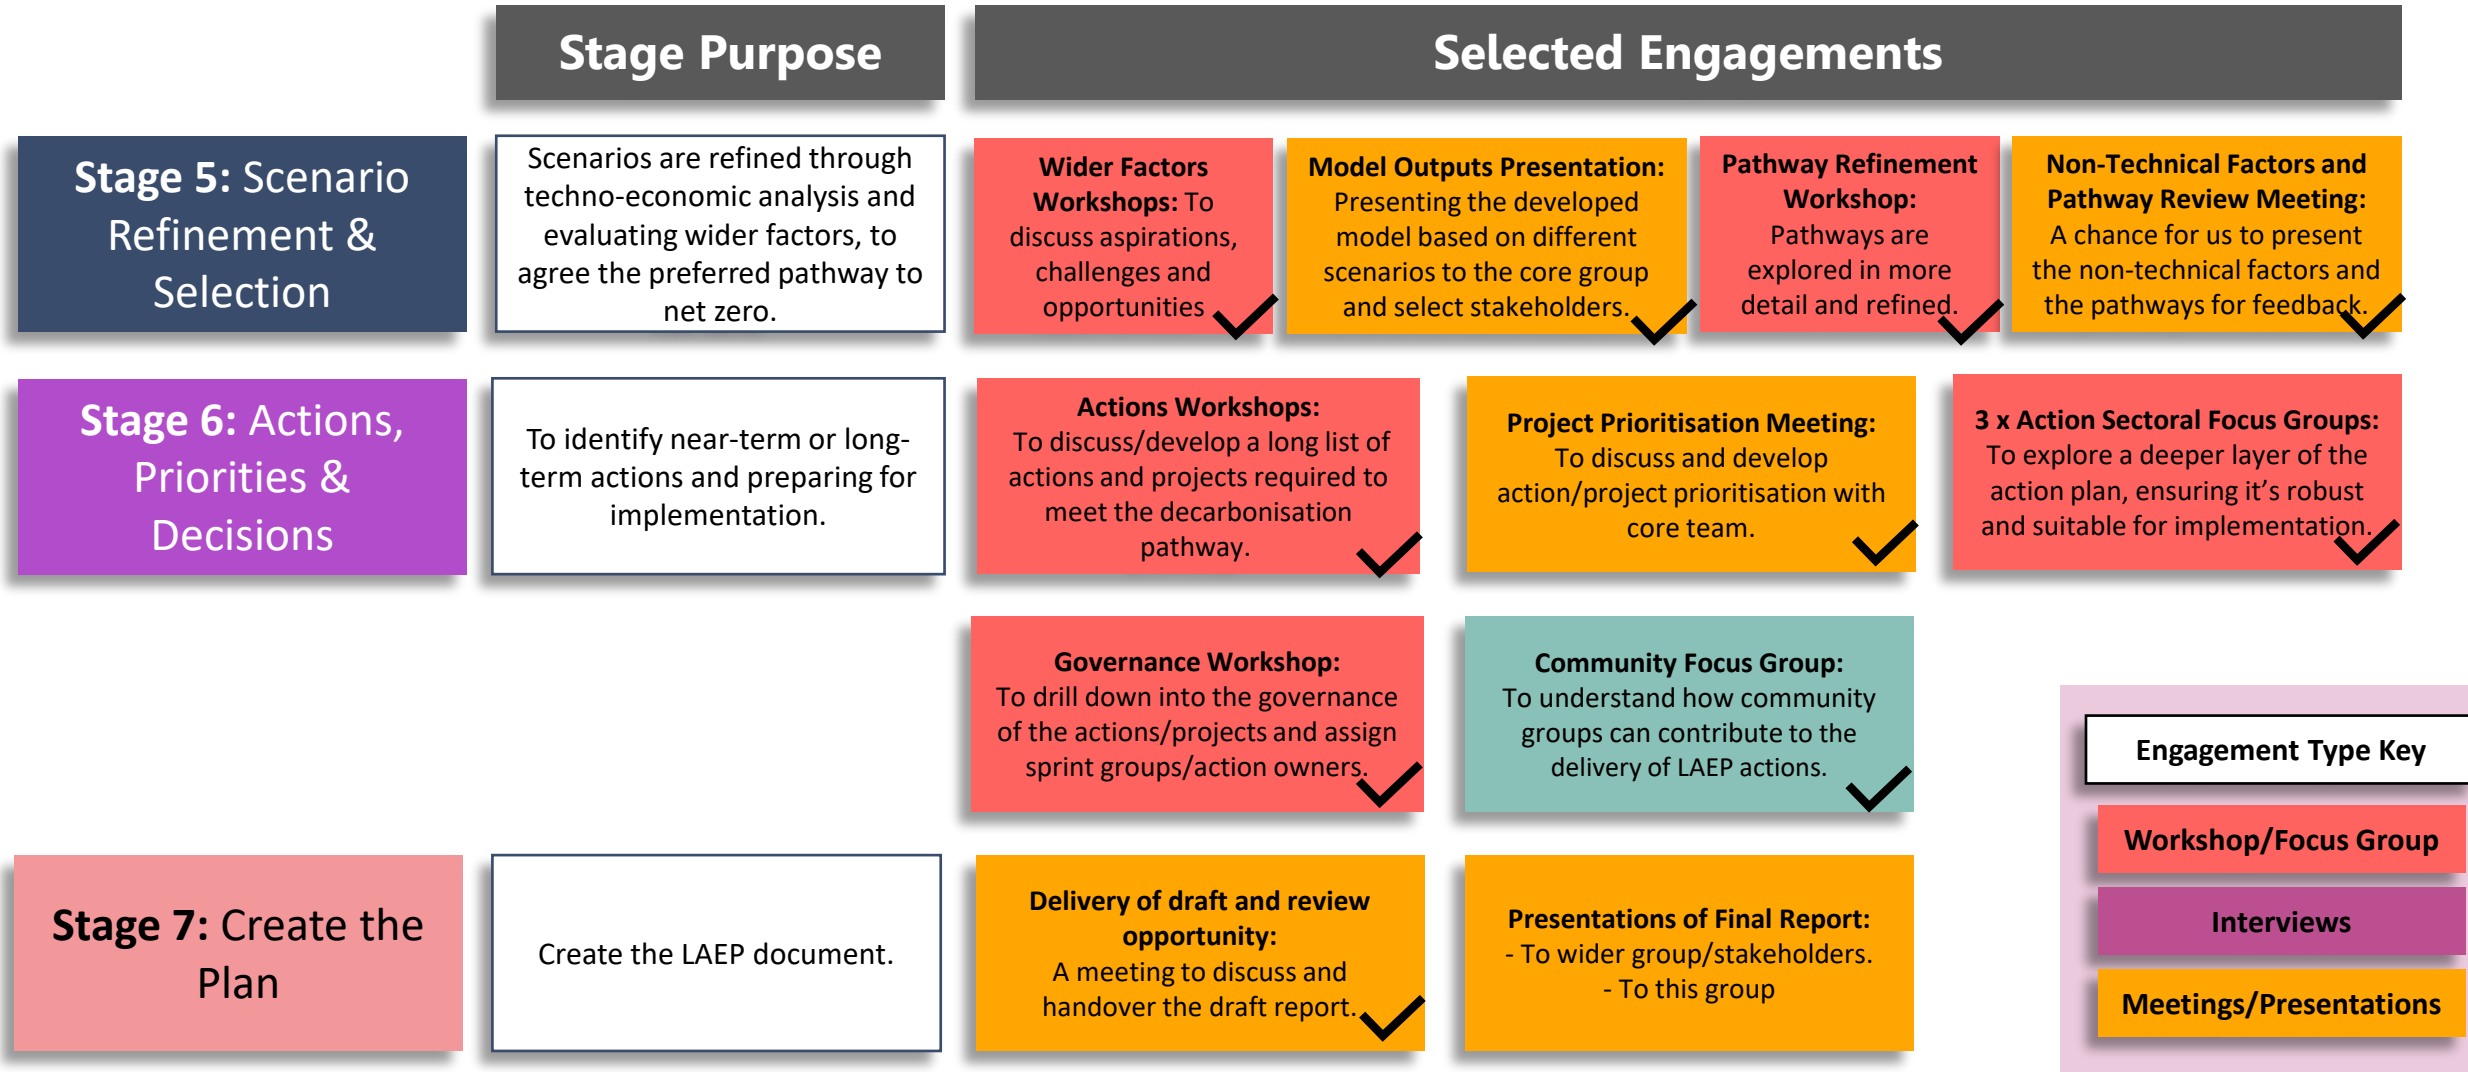 Stage Purpose
Selected Engagements
Stage 5: Scenario
Refinement &
Selection
Scenarios are refined through
techno-economic analysis and
evaluating wider factors, to
agree the preferred pathway to
net zero.
Wider Factors
Workshops: To
discuss aspirations,
challenges and
opportunities
Model Outputs Presentation:
Presenting the developed
model based on different
scenarios to the core group
and select stakeholders.
Pathway Refinement
Workshop:
Pathways are
explored in more
detail and refined.
Non-Technical Factors and
Pathway Review Meeting:
A chance for us to present
the non-technical factors and
the pathways for feedback.
Stage 6: Actions,
Priorities &
Decisions
To identify near-term or long-
term actions and preparing for
implementation.
Actions Workshops:
To discuss/develop a long list of
actions and projects required to
meet the decarbonisation
pathway.
Project Prioritisation Meeting:
To discuss and develop
action/project prioritisation with
core team.
3 x Action Sectoral Focus Groups:
To explore a deeper layer of the
action plan, ensuring it’s robust
and suitable for implementation.
Governance Workshop:
To drill down into the governance
of the actions/projects and assign
sprint groups/action owners.
Community Focus Group:
To understand how community
groups can contribute to the
delivery of LAEP actions.
Stage 7: Create the
Plan
Create the LAEP document.
Delivery of draft and review
opportunity:
A meeting to discuss and
handover the draft report.
Presentations of Final Report:
- To wider group/stakeholders.
- To this group
Engagement Type Key
Workshop/Focus Group
Interviews
Meetings/Presentations